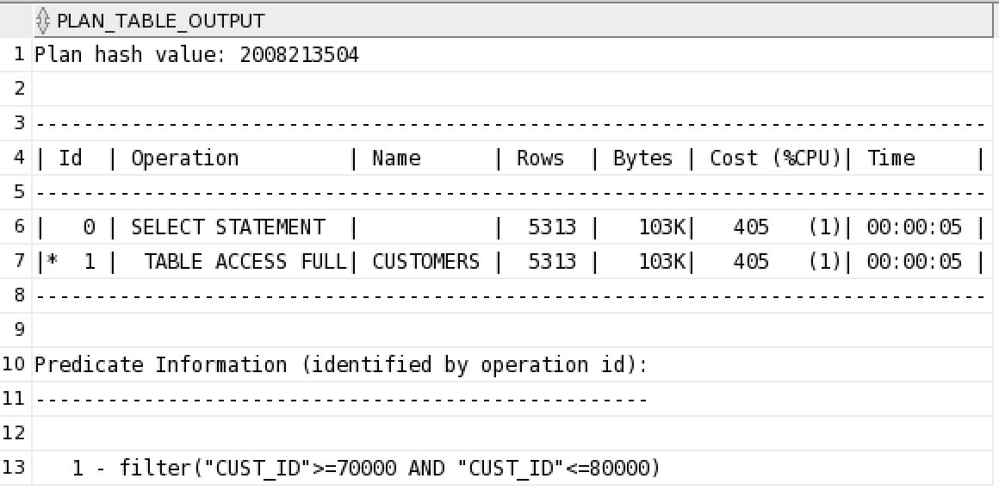 PLAN_TABLE_OUTPUT
1 Plan hash value: 2008213504
2
3 -------------------------------------------------------------------------------
4 | Id  | Operation         | Name      | Rows  | Bytes | Cost (%CPU)| Time     |
5 -------------------------------------------------------------------------------
6 |   0 | SELECT STATEMENT  |           |  5313 |   103K|   405   (1)| 00:00:05 |
7 |*  1 |  TABLE ACCESS FULL| CUSTOMERS |  5313 |   103K|   405   (1)| 00:00:05 |
8 -------------------------------------------------------------------------------
9
10 Predicate Information (identified by operation id):
11 ---------------------------------------------------
12
13    1 - filter("CUST_ID">=70000 AND "CUST_ID"<=80000)